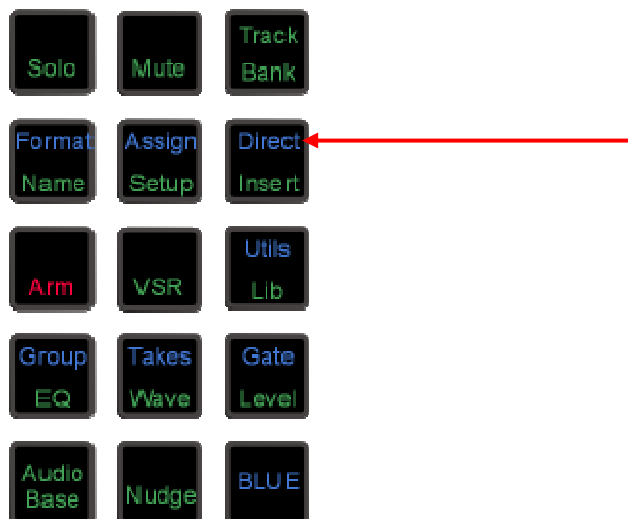 Solo
Mute
Track
Bank
Format
Name
Assign
Setup
Direct
Insert
Arm
VSR
Utils
Lib
Group
EQ
Takes
Wave
Gate
Level
Audio
Base
Nudge
BLUE